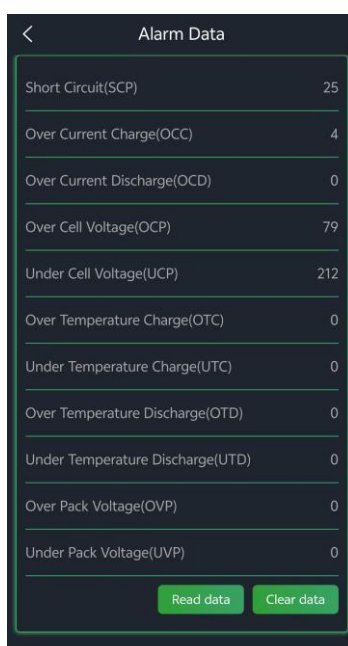 Alarm Data
Short Circuit(SCP) 25
Over Current Charge(OCC) 4
Over Current Discharge(OCD) 0
Over Cell Voltage(OCP) 79
Under Cell Voltage(UCP) 212
Over Temperature Charge(OTC) 0
Under Temperature Charge(UTC) 0
Over Temperature Discharge(OTD) 0
Under Temperature Discharge(UTD) 0
Over Pack Voltage(OVP) 0
Under Pack Voltage(UVP) 0
Read data Clear data